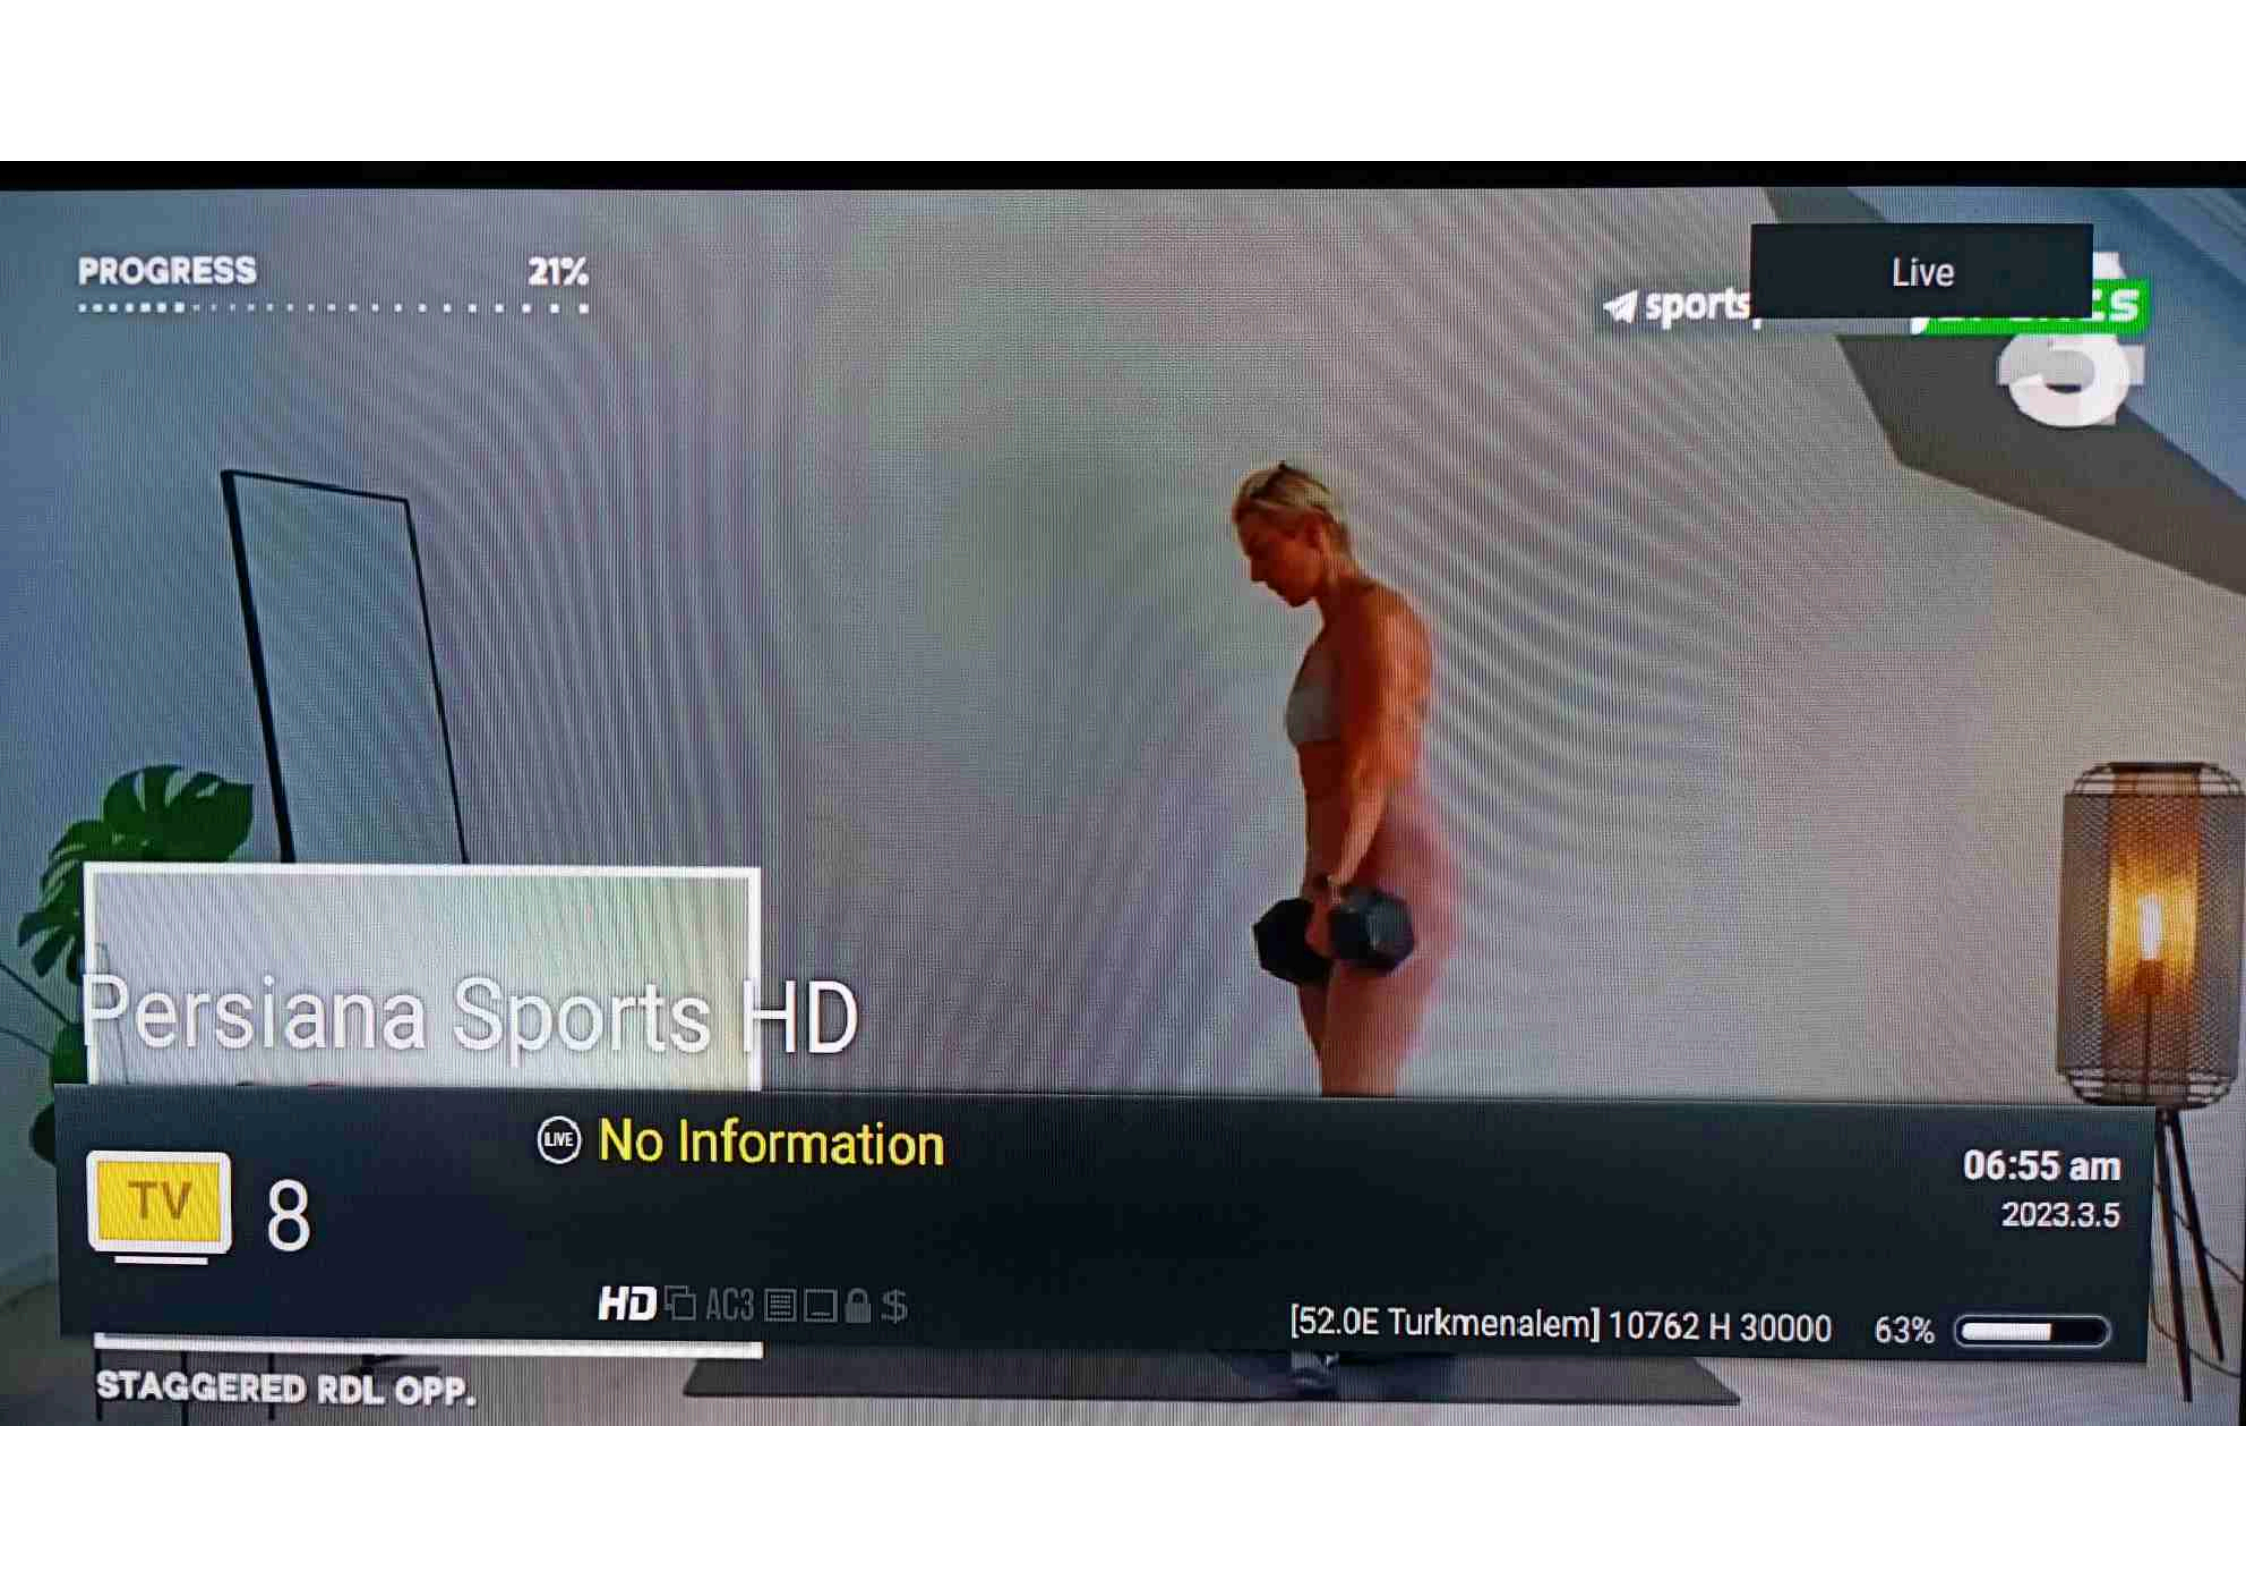 PROGRESS 21%
Live
sports
Persiana Sports HD
LIVE No Information
TV 8
06:55 am
2023.3.5
HD AC3 $
[52.0E Turkmenalem] 10762 H 30000 63%
STAGGERED RDL OPP.